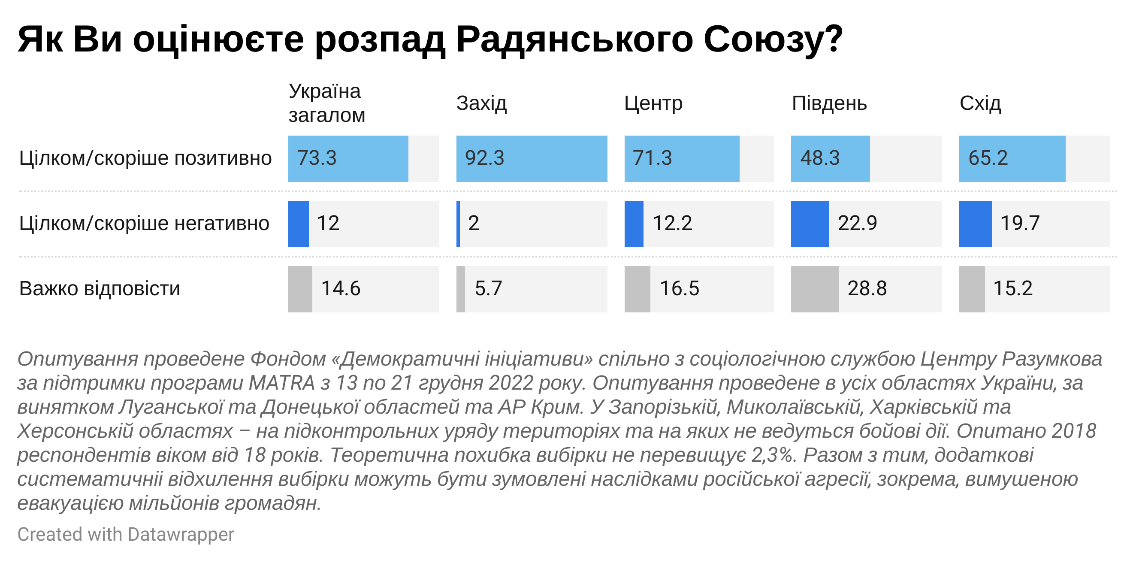 Як Ви оцінюєте розпад Радянського Союзу?
Україна загалом Захід Центр Південь Схід
Цілком/скоріше позитивно 73.3 92.3 71.3 48.3 65.2
Цілком/скоріше негативно 12 2 12.2 22.9 19.7
Важко відповісти 14.6 5.7 16.5 28.8 15.2
Опитування проведене Фондом «Демократичні ініціативи» спільно з соціологічною службою Центру Разумкова
за підтримки програми MATRA з 13 по 21 грудня 2022 року. Опитування проведене в усіх областях України, за
винятком Луганської та Донецької областей та АР Крим. У Запорізькій, Миколаївській, Харківській та
Херсонській областях – на підконтрольних уряду територіях та на яких не ведуться бойові дії. Опитано 2018
респондентів віком від 18 років. Теоретична похибка вибірки не перевищує 2,3%. Разом з тим, додаткові
систематичніі відхилення вибірки можуть бути зумовлені наслідками російської агресії, зокрема, вимушеною
евакуацією мільйонів громадян.
Created with Datawrapper